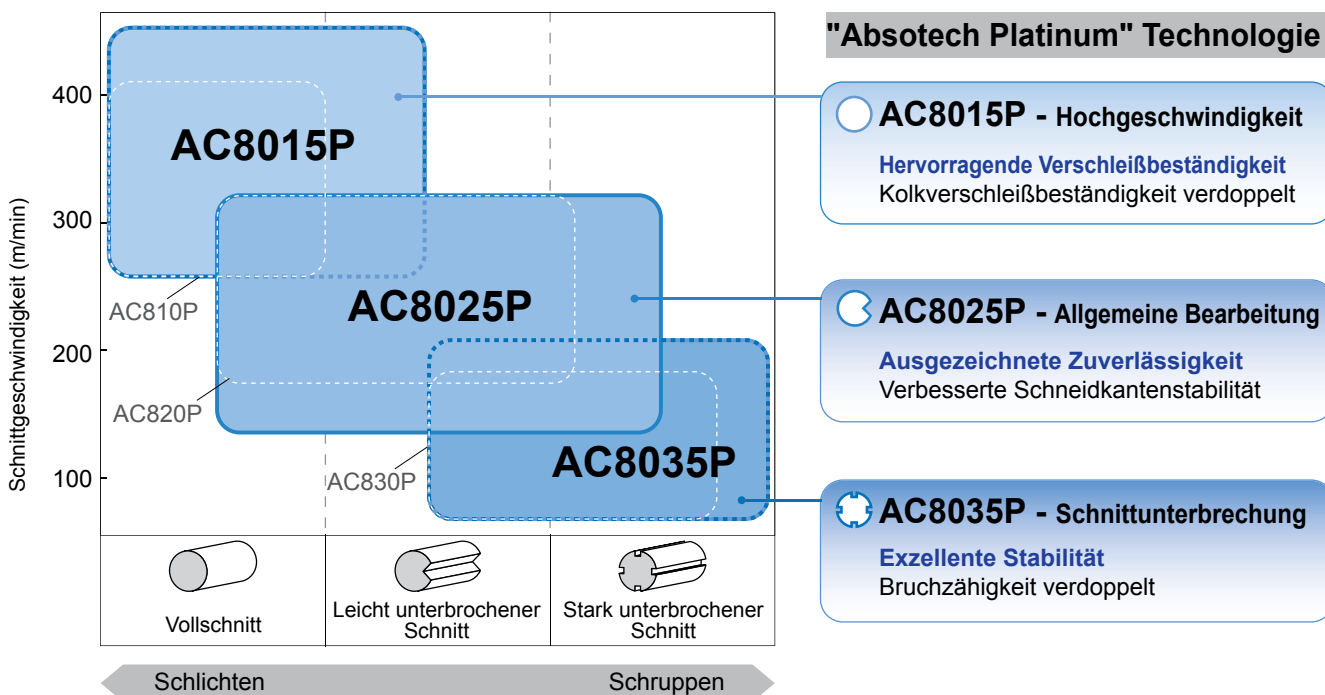 Schnittgeschwindigkeit (m/min)
400
300
200
100
AC8015P
AC8025P
AC8035P
AC810P
AC820P
AC830P
Vollschnitt
Leicht unterbrochener
Schnitt
Stark unterbrochener
Schnitt
Schlichten
Schruppen
"Absotech Platinum" Technologie
AC8015P - Hochgeschwindigkeit
Hervorragende Verschleißbeständigkeit
Kolkverschleißbeständigkeit verdoppelt
AC8025P - Allgemeine Bearbeitung
Ausgezeichnete Zuverlässigkeit
Verbesserte Schneidkantenstabilität
AC8035P - Schnittunterbrechung
Exzellente Stabilität
Bruchzähigkeit verdoppelt